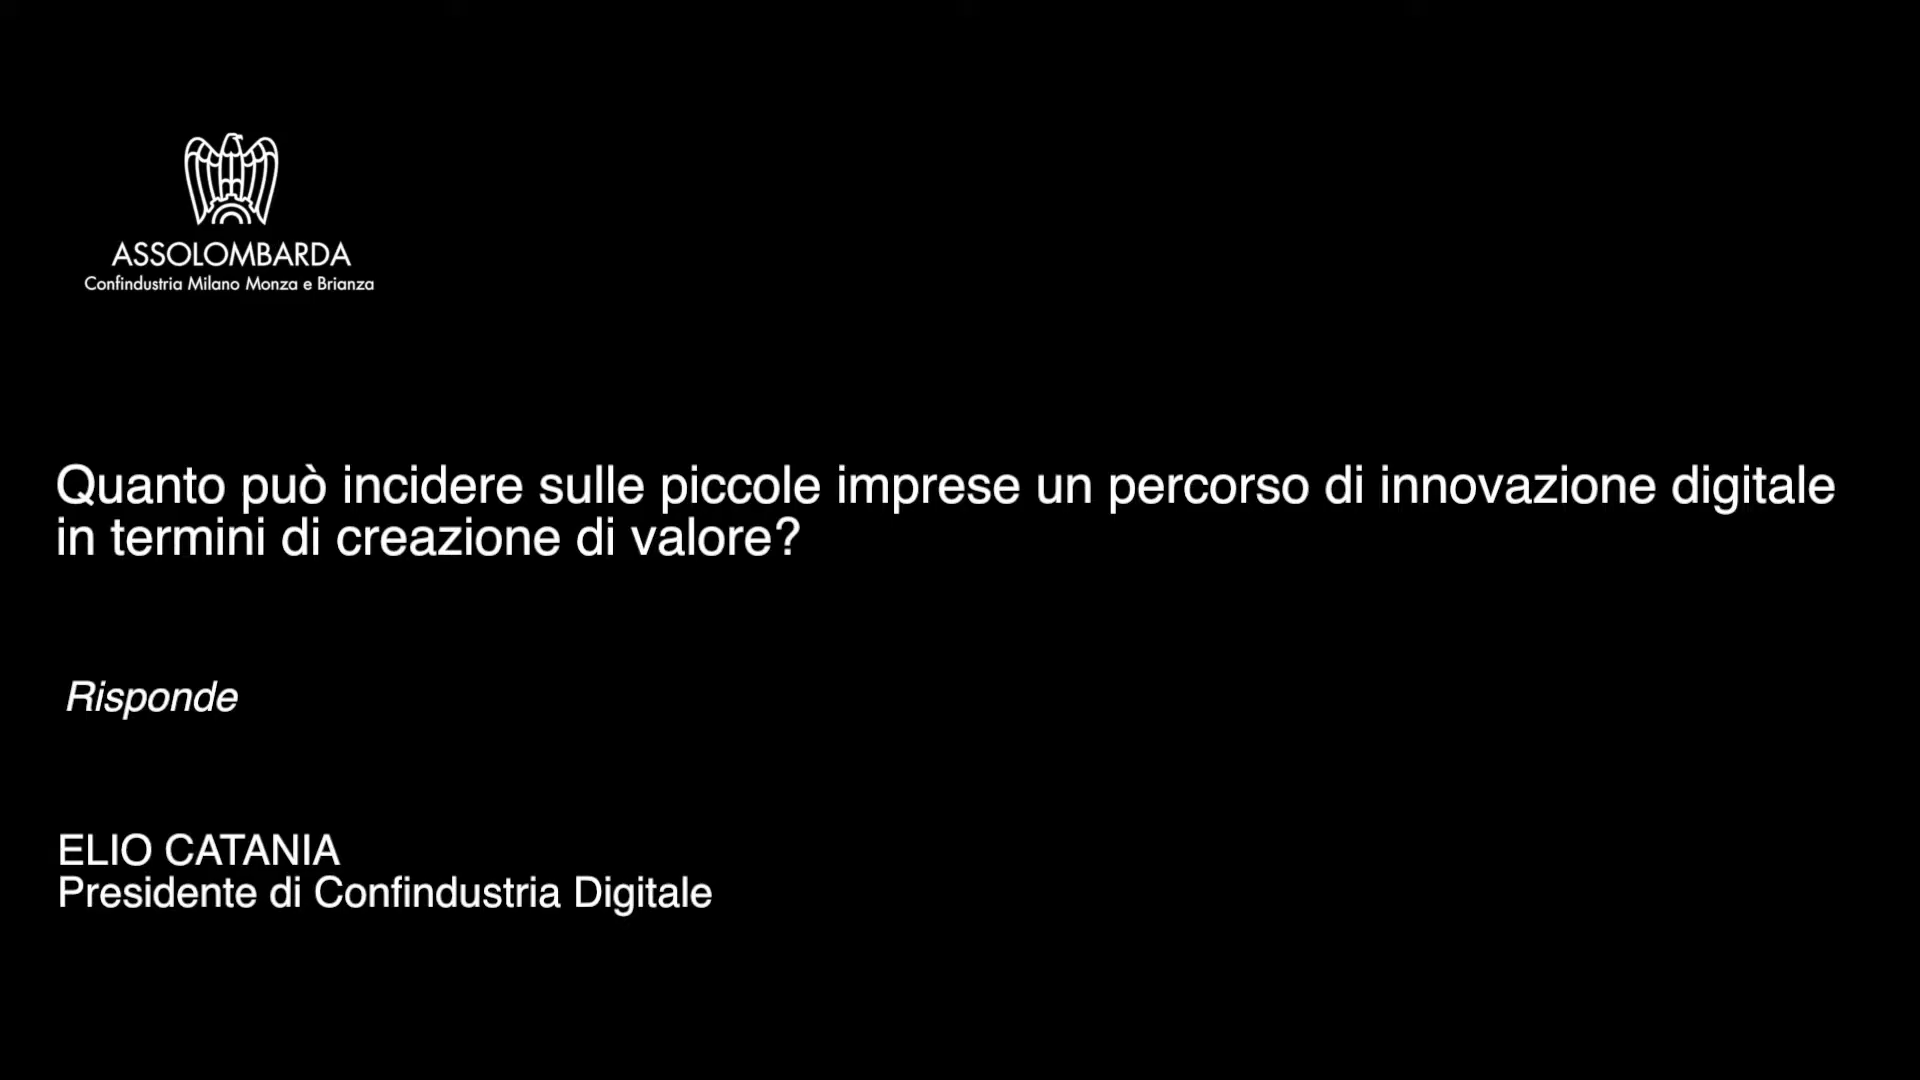 ASSOLOMBARDA
Confindustria Milano Monza e Brianza
Quanto può incidere sulle piccole imprese un percorso di innovazione digitale
in termini di creazione di valore?
Risponde
ELIO CATANIA
Presidente di Confindustria Digitale